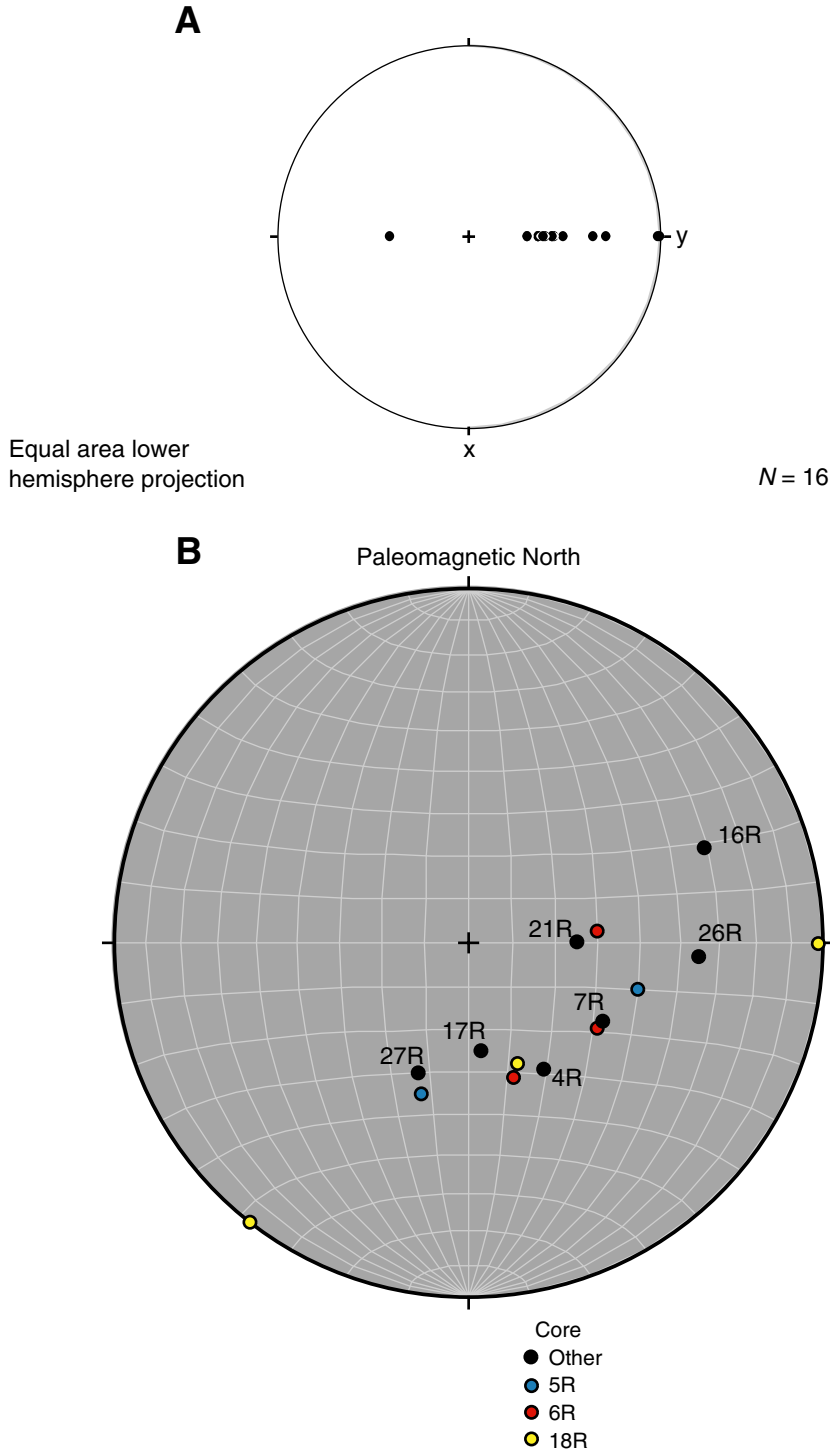 A
y
x
Equal area lower
hemisphere projection
N = 16
B
Paleomagnetic North
16R
21R
26R
7R
17R
27R
4R
Core
Other
5R
6R
18R